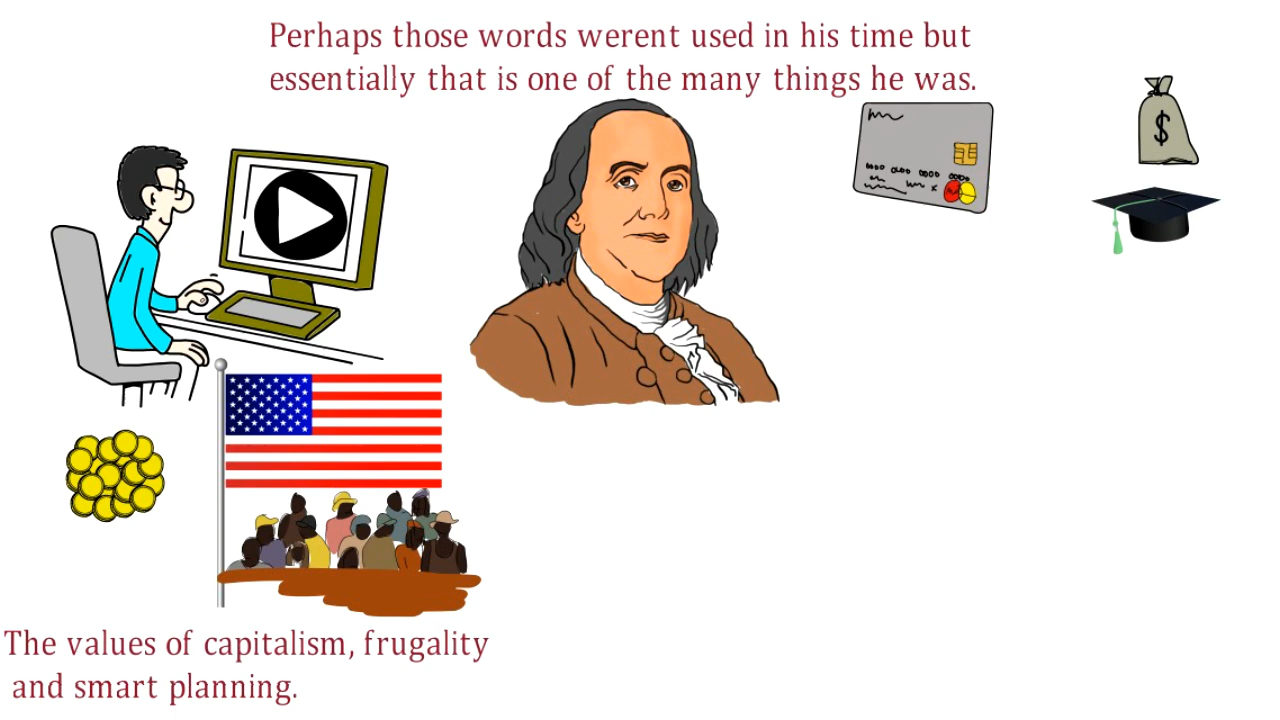 Perhaps those words werent used in his time but
essentially that is one of the many things he was.
$
The values of capitalism, frugality
and smart planning.